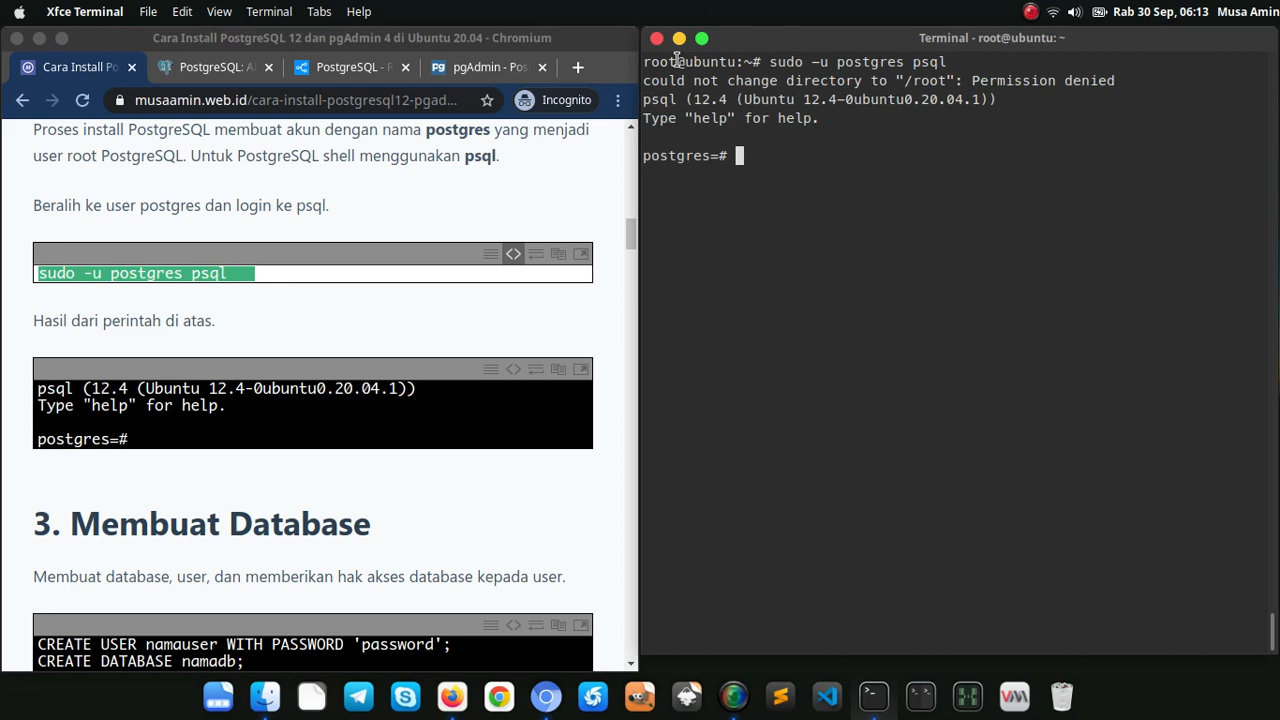 Xfce Terminal File Edit View Terminal Tabs Help Rab 30 Sep, 06:13 Musa Amin
Cara Install PostgreSQL 12 dan pgAdmin 4 di Ubuntu 20.04 - Chromium
Cara Install Po PostgreSQL: A PostgreSQL - R pgAdmin - Pos
musaamin.web.id/cara-install-postgresql12-pgad... Incognito
Proses install PostgreSQL membuat akun dengan nama postgres yang menjadi
user root PostgreSQL. Untuk PostgreSQL shell menggunakan psql.
Beralih ke user postgres dan login ke psql.
sudo -u postgres psql
Hasil dari perintah di atas.
psql (12.4 (Ubuntu 12.4-0ubuntu0.20.04.1))
Type "help" for help.
postgres=#
3. Membuat Database
Membuat database, user, dan memberikan hak akses database kepada user.
CREATE USER namauser WITH PASSWORD 'password';
CREATE DATABASE namadb;
Terminal - root@ubuntu: ~
root@ubuntu:~# sudo -u postgres psql
could not change directory to "/root": Permission denied
psql (12.4 (Ubuntu 12.4-0ubuntu0.20.04.1))
Type "help" for help.
postgres=#